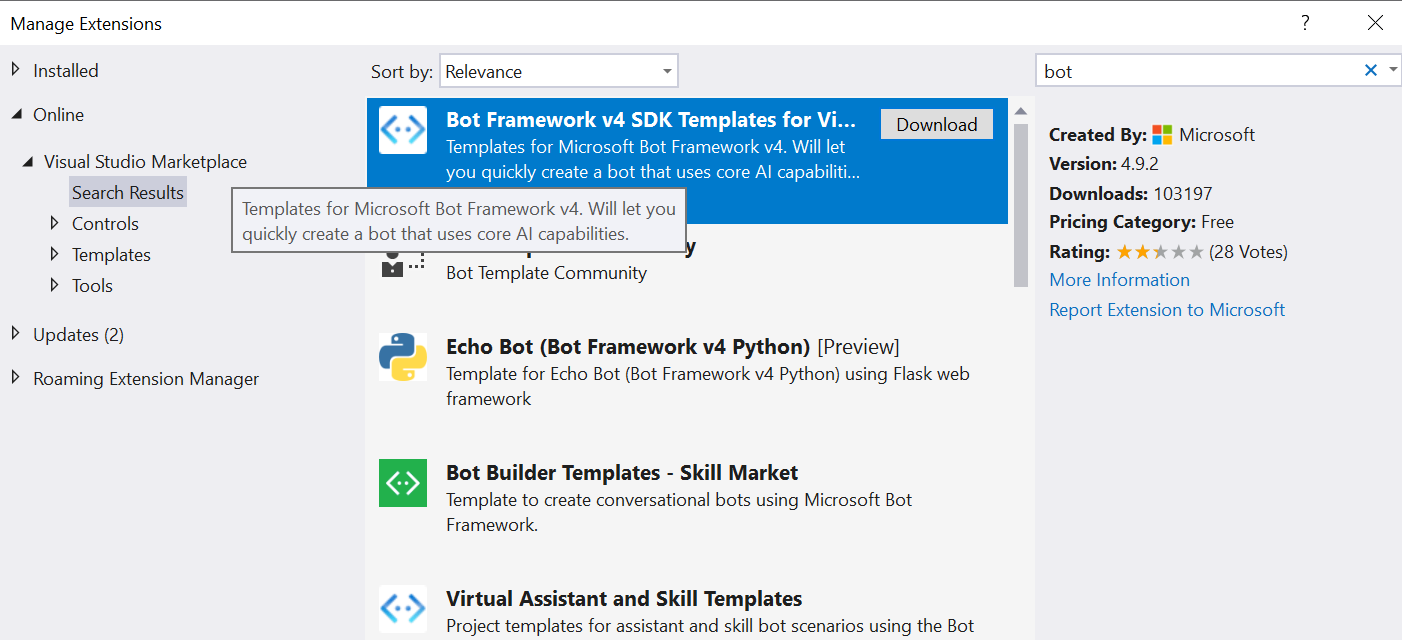 Manage Extensions
?
Installed
Online
Visual Studio Marketplace
Search Results
Controls
Templates
Tools
Updates (2)
Roaming Extension Manager
Sort by: Relevance
Bot Framework v4 SDK Templates for Vi...
Download
Templates for Microsoft Bot Framework v4. Will let
you quickly create a bot that uses core AI capabiliti...
Templates for Microsoft Bot Framework v4. Will let you
quickly create a bot that uses core AI capabilities.
Bot Template Community
Echo Bot (Bot Framework v4 Python) [Preview]
Template for Echo Bot (Bot Framework v4 Python) using Flask web
framework
Bot Builder Templates - Skill Market
Template to create conversational bots using Microsoft Bot
Framework.
Virtual Assistant and Skill Templates
Project templates for assistant and skill bot scenarios using the Bot
bot
Created By: Microsoft
Version: 4.9.2
Downloads: 103197
Pricing Category: Free
Rating: (28 Votes)
More Information
Report Extension to Microsoft